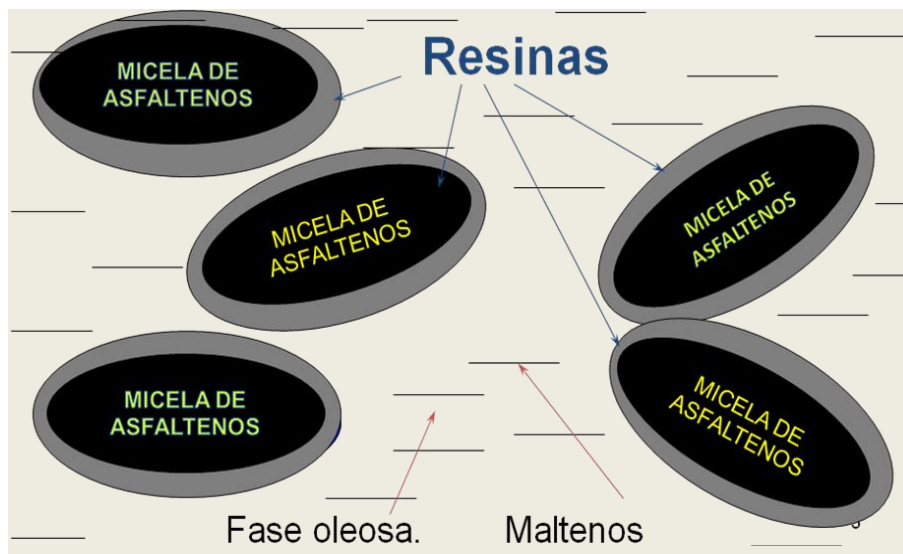 Resinas
MICELA DE
ASFALTENOS
MICELA DE
ASFALTENOS
MICELA DE
ASFALTENOS
MICELA DE
ASFALTENOS
MICELA DE
ASFALTENOS
Fase oleosa.
Maltenos